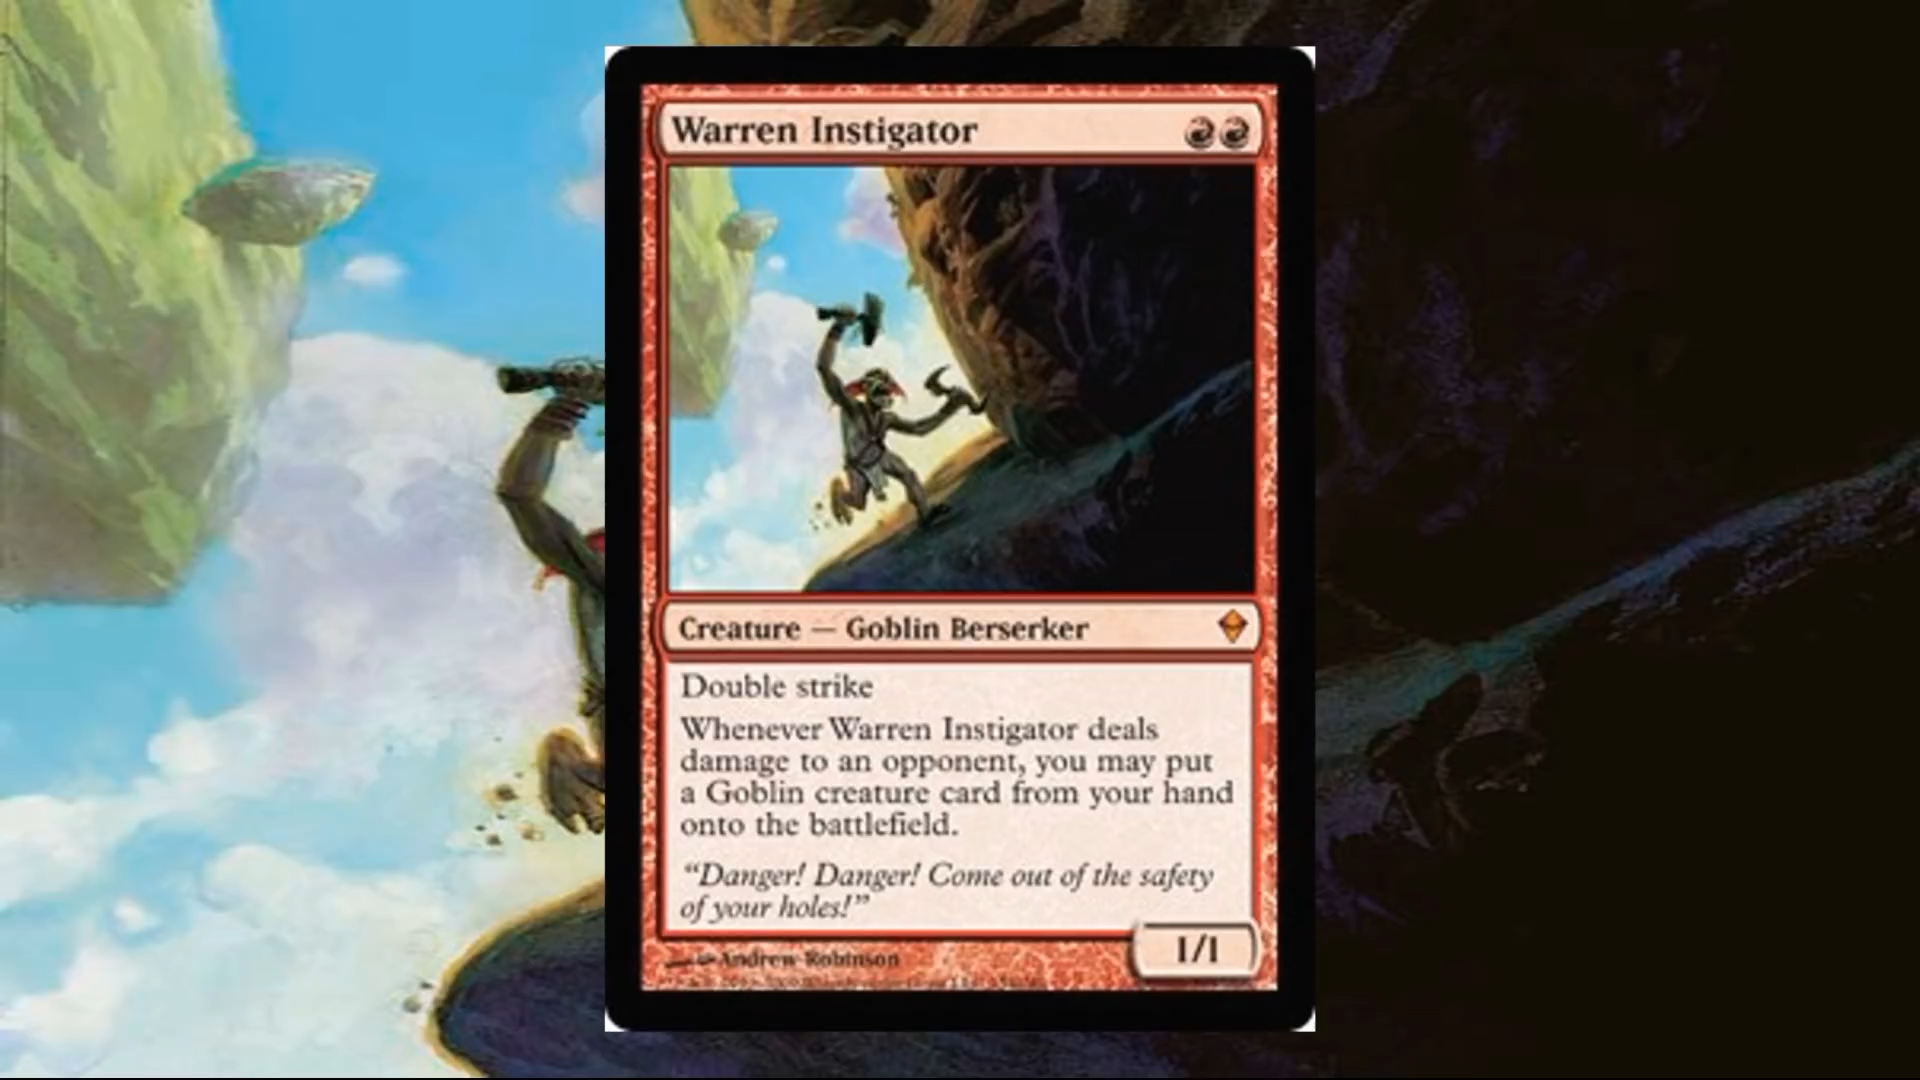 Warren Instigator
Creature — Goblin Berserker
Double strike
Whenever Warren Instigator deals
damage to an opponent, you may put
a Goblin creature card from your hand
onto the battlefield.
“Danger! Danger! Come out of the safety
of your holes!”
1/1
Andrew Robinson